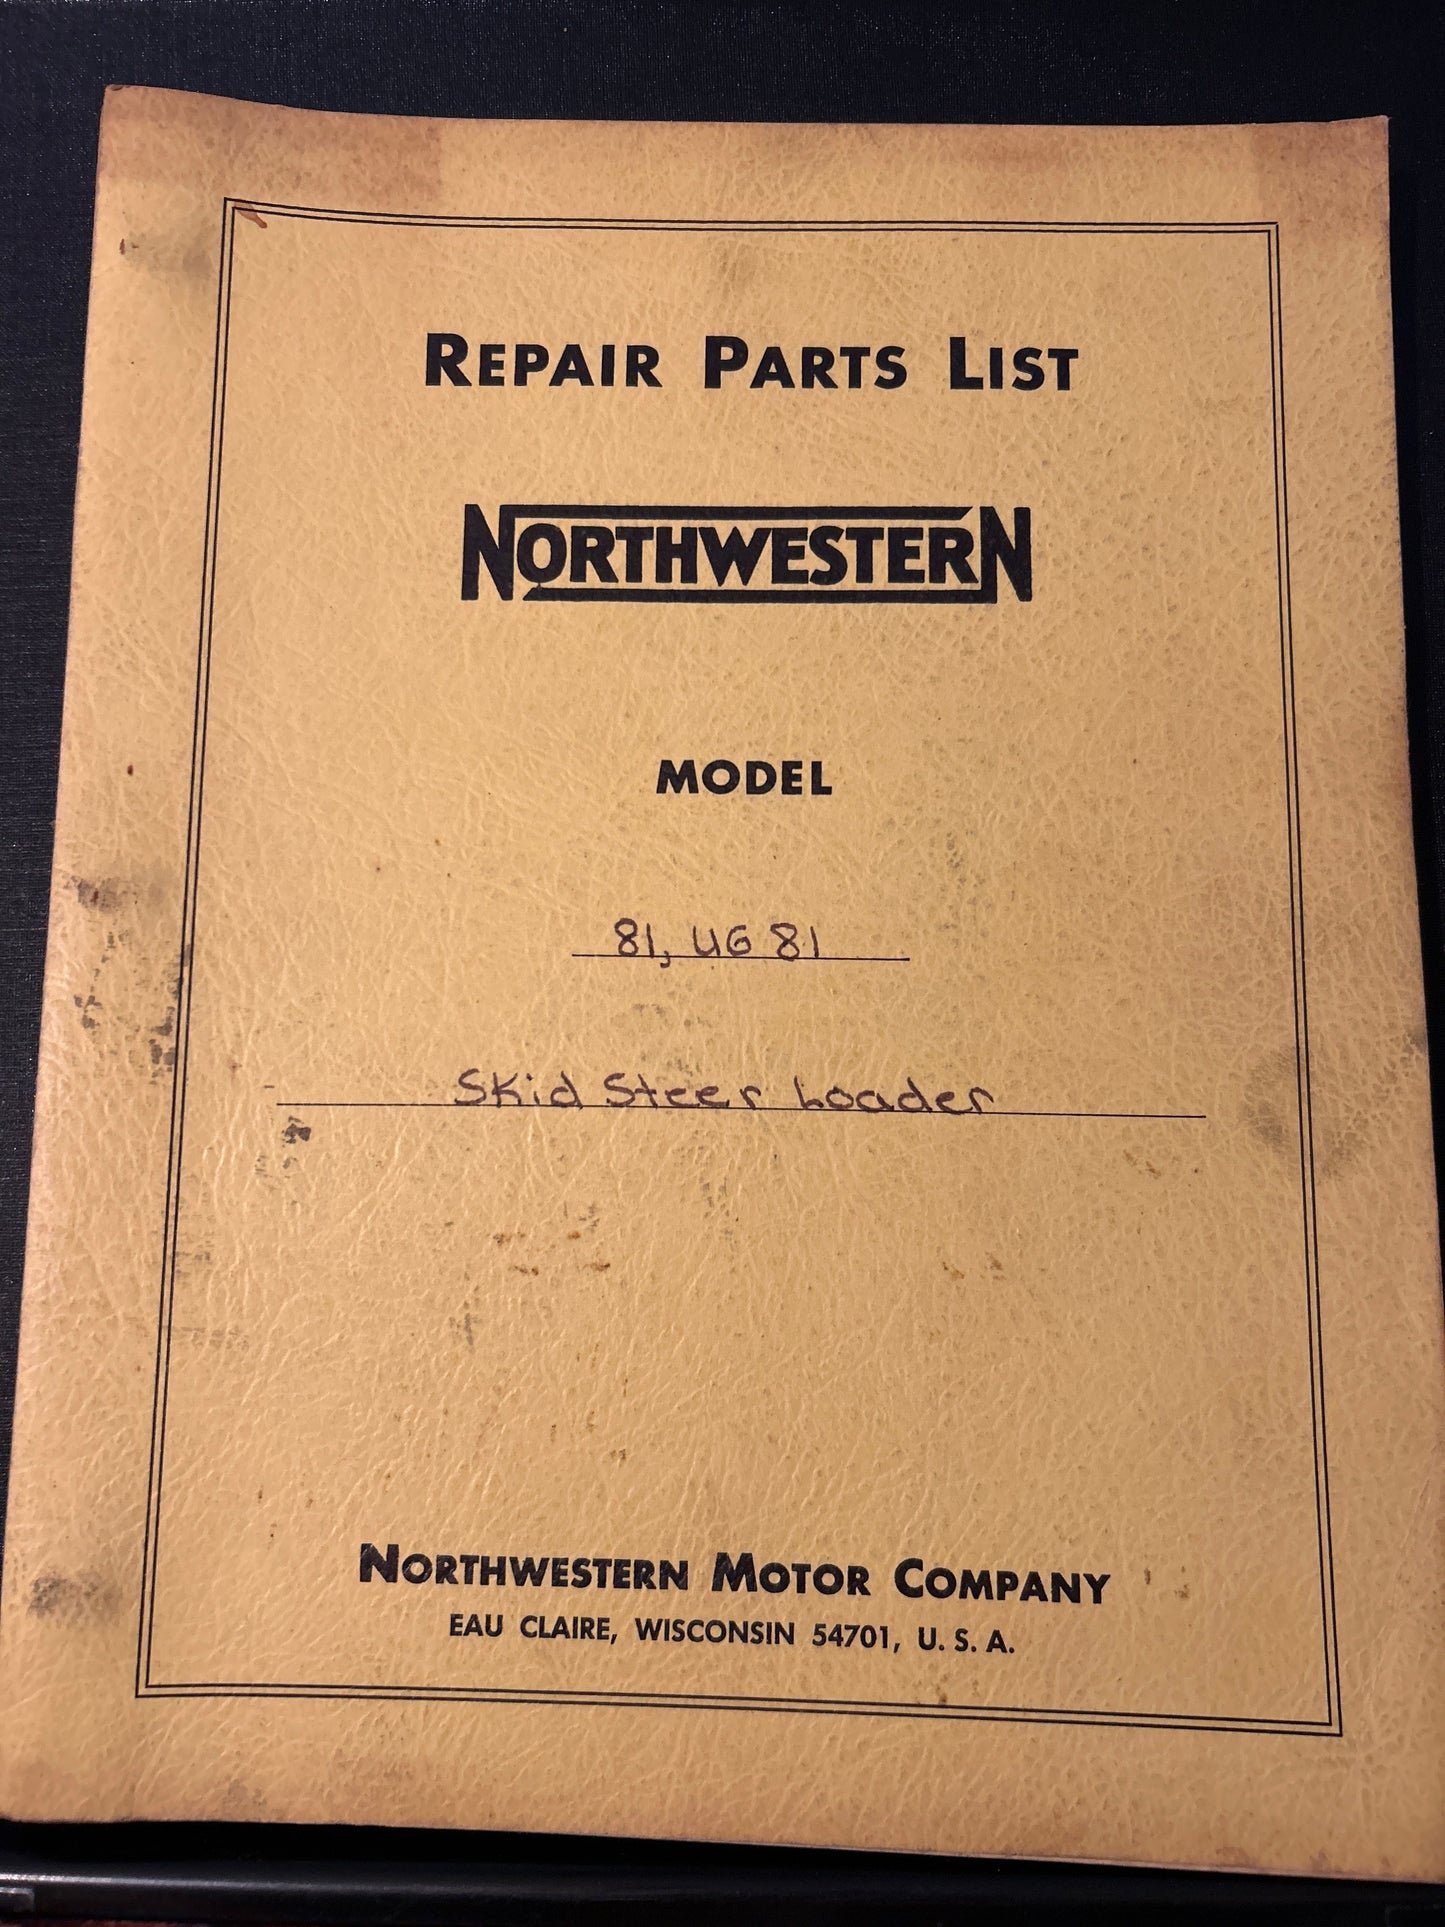 REPAIR PARTS LIST
NORTHWESTERN
MODEL
81, UG 81
Skid Steer Loader
NORTHWESTERN MOTOR COMPANY
EAU CLAIRE, WISCONSIN 54701, U. S. A.